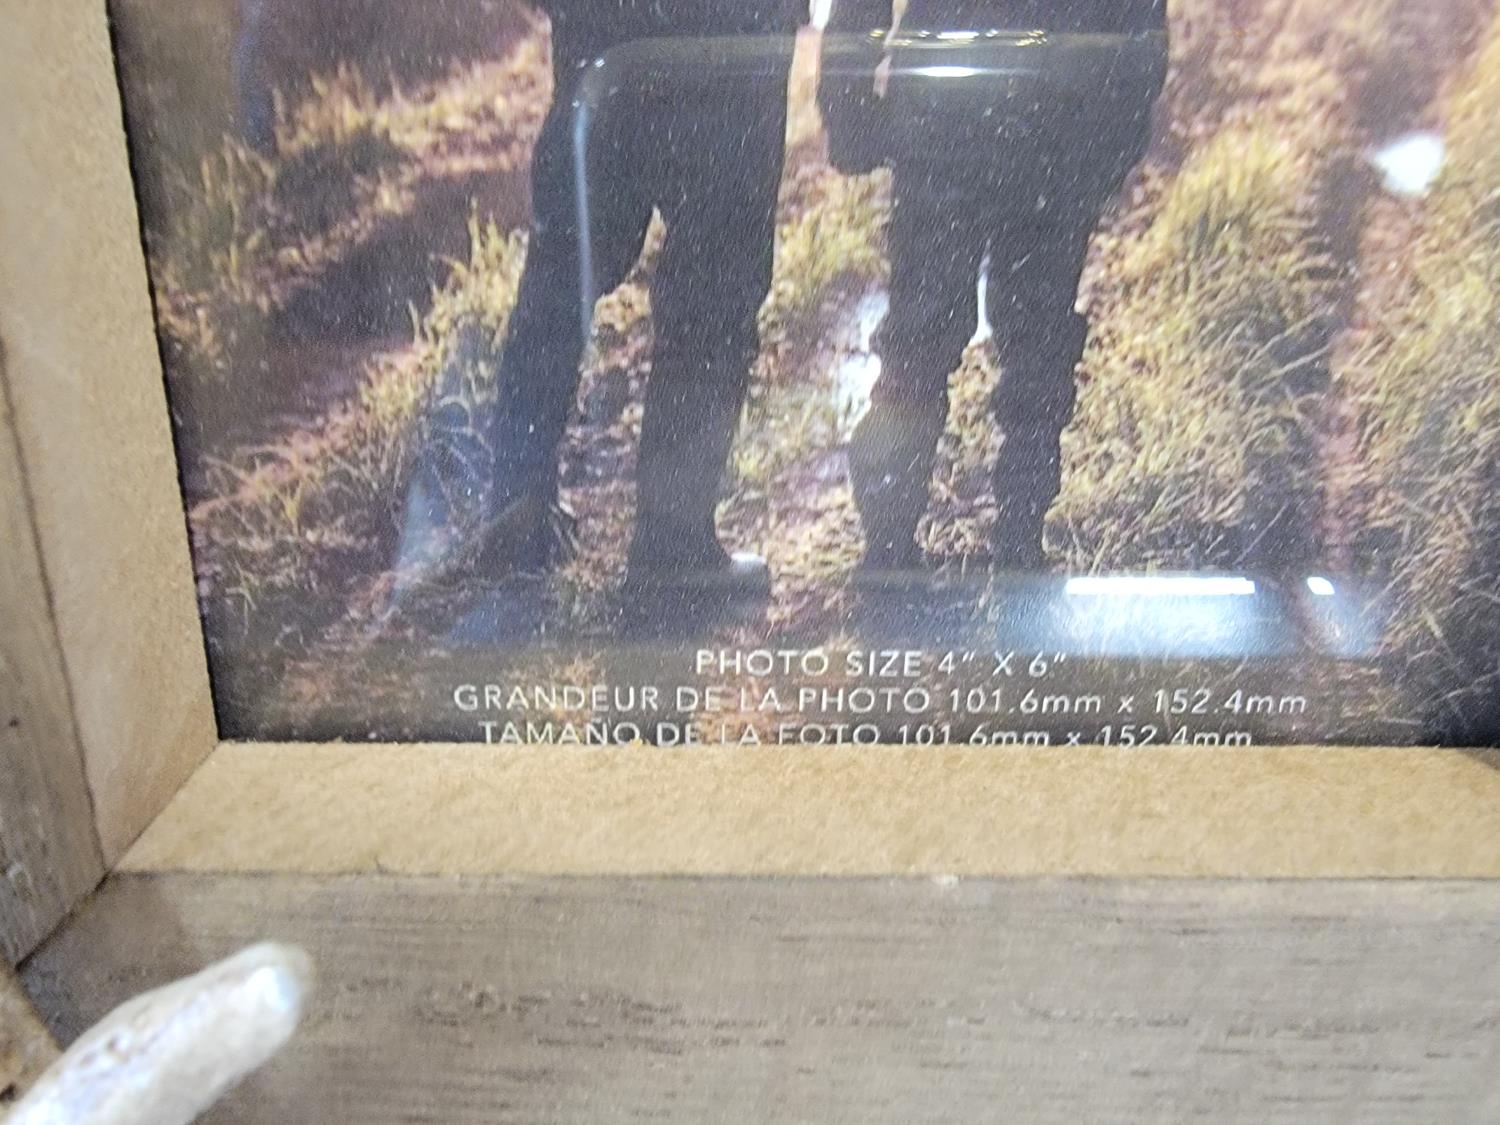 PHOTO SIZE 4" X 6"
GRANDEUR DE LA PHOTO 101.6mm x 152.4mm
TAMAÑO DE LA FOTO 101.6mm x 152.4mm